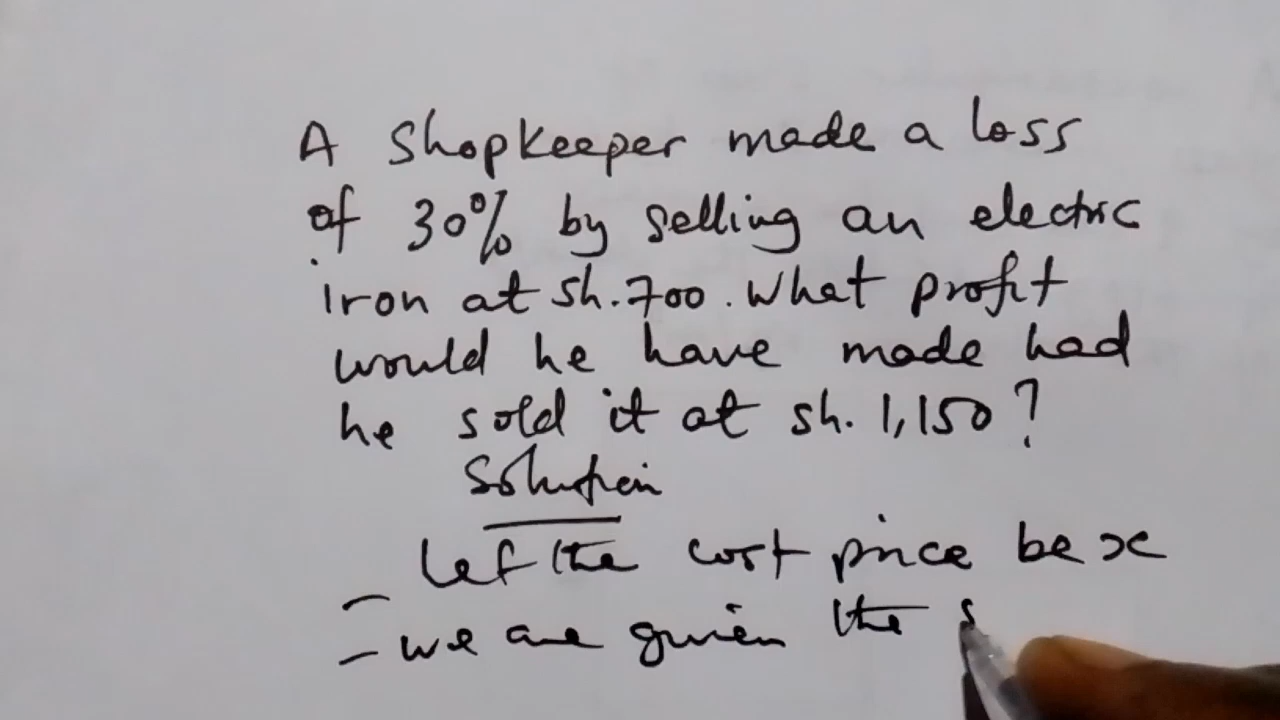 A shopkeeper made a loss
of 30% by selling an electric
iron at sh.700. What profit
would he have made had
he sold it at sh. 1,150?
Solution
– Let the cost price be x
– we are given the s